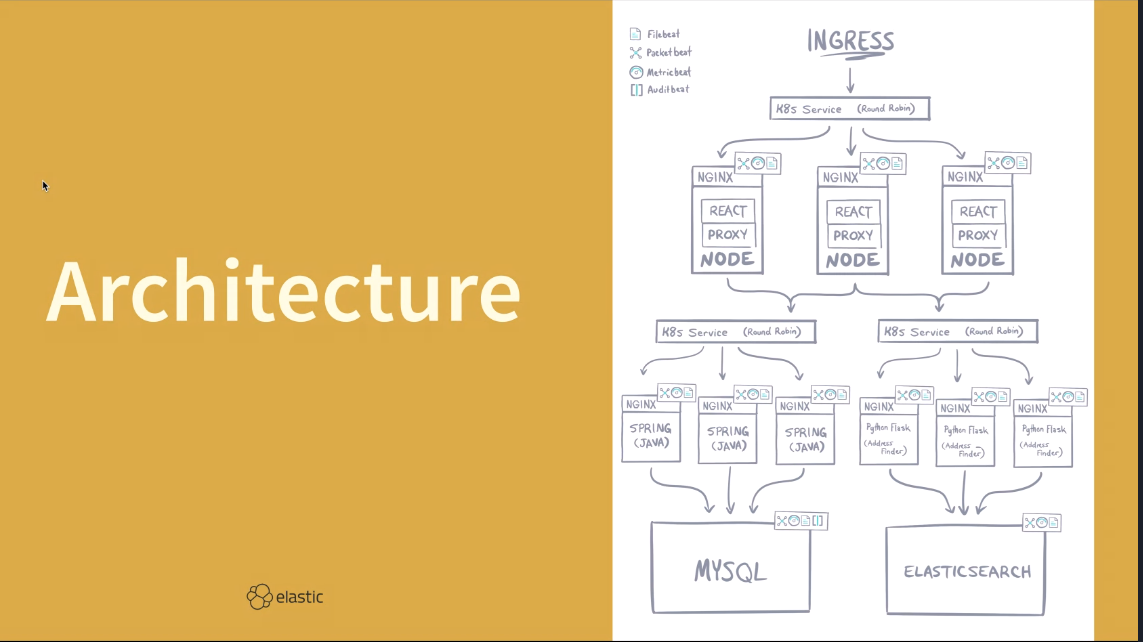 Architecture
elastic
Filebeat
Packetbeat
Metricbeat
Auditbeat
INGRESS
K8s Service (Round Robin)
NGINX
REACT
PROXY
NODE
NGINX
REACT
PROXY
NODE
NGINX
REACT
PROXY
NODE
K8s Service (Round Robin)
K8s Service (Round Robin)
NGINX
SPRING
(JAVA)
NGINX
SPRING
(JAVA)
NGINX
SPRING
(JAVA)
NGINX
Python Flask
(Address
Finder)
NGINX
Python Flask
(Address
Finder)
NGINX
Python Flask
(Address
Finder)
MYSQL
ELASTICSEARCH